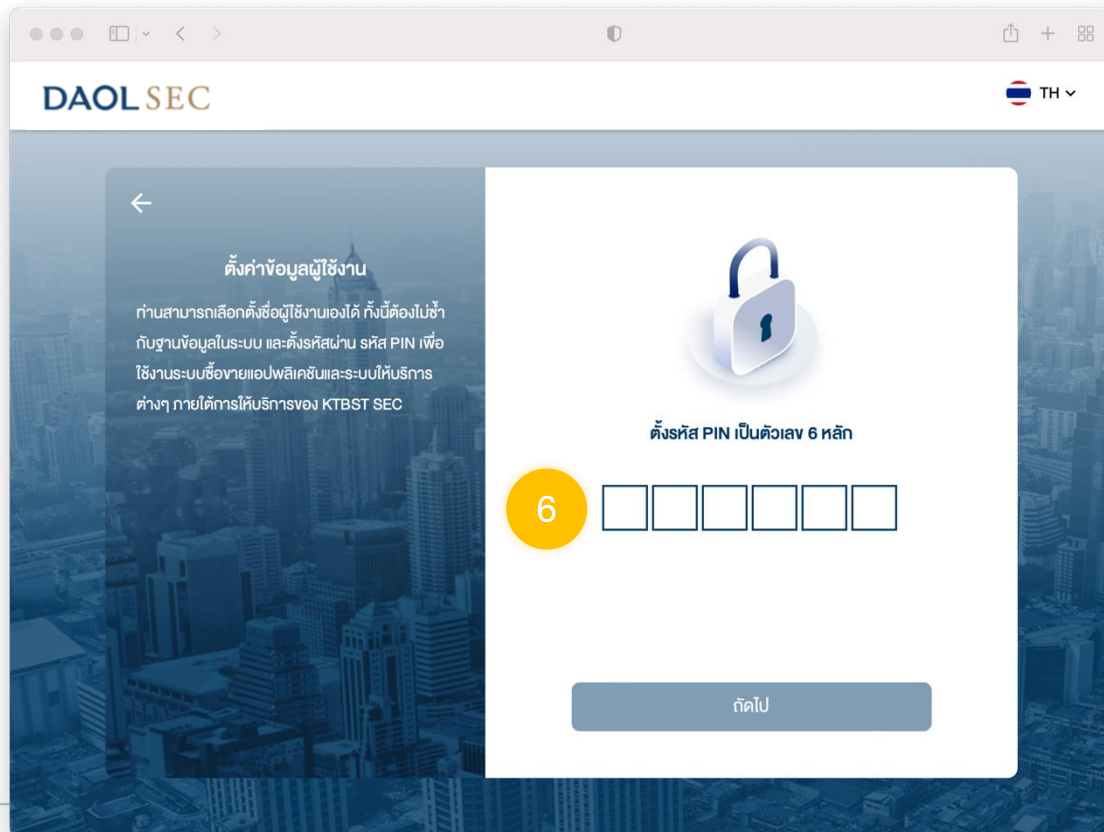 DAOL SEC
TH
ตั้งค่าข้อมูลผู้ใช้งาน
ท่านสามารถเลือกตั้งชื่อผู้ใช้งานเองได้ ทั้งนี้ต้องไม่ซ้ำ
กับฐานข้อมูลในระบบ และตั้งรหัสผ่าน รหัส PIN เพื่อ
ใช้งานระบบซื้อขายแอปพลิเคชันและระบบให้บริการ
ต่างๆ ภายใต้การให้บริการของ KTBST SEC
ตั้งรหัส PIN เป็นตัวเลข 6 หลัก
6
ถัดไป